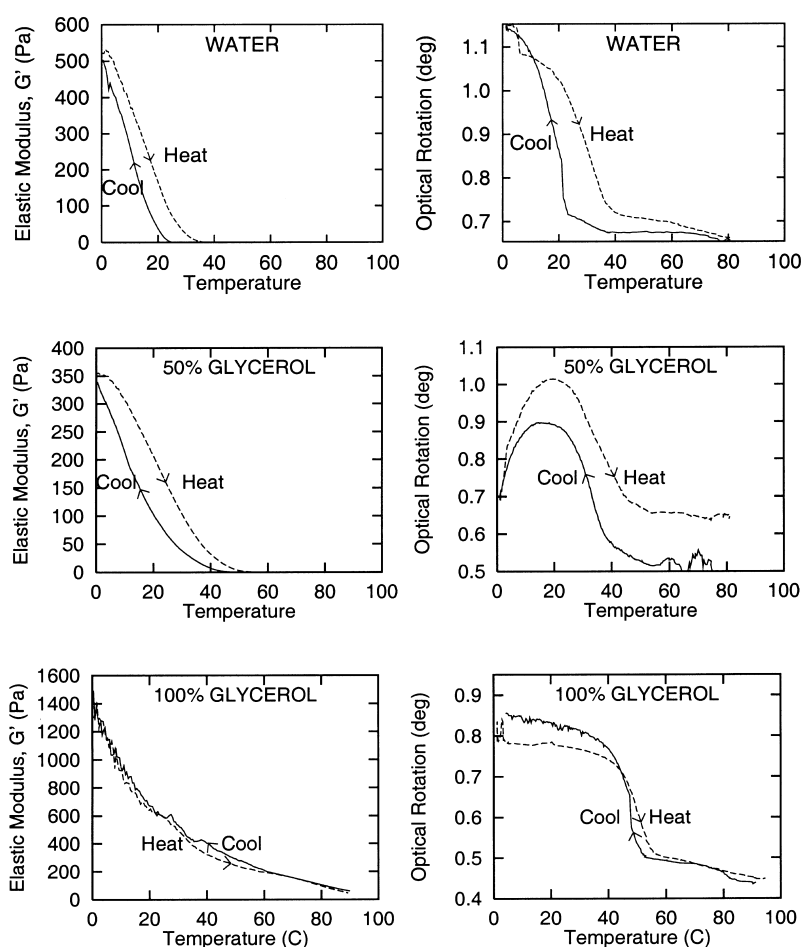 Elastic Modulus, G' (Pa)
600
500
400
300
200
100
0
WATER
Heat
Cool
0 20 40 60 80 100
Temperature
Optical Rotation (deg)
1.1
1.0
0.9
0.8
0.7
WATER
Heat
Cool
0 20 40 60 80 100
Temperature
Elastic Modulus, G' (Pa)
400
350
300
250
200
150
100
50
0
50% GLYCEROL
Cool Heat
0 20 40 60 80 100
Temperature
Optical Rotation (deg)
1.1
1.0
0.9
0.8
0.7
0.6
0.5
50% GLYCEROL
Cool Heat
0 20 40 60 80 100
Temperature
Elastic Modulus, G' (Pa)
1600
1400
1200
1000
800
600
400
200
0
100% GLYCEROL
Heat Cool
0 20 40 60 80 100
Temperature (C)
Optical Rotation (deg)
0.9
0.8
0.7
0.6
0.5
0.4
100% GLYCEROL
Cool Heat
0 20 40 60 80 100
Temperature (C)